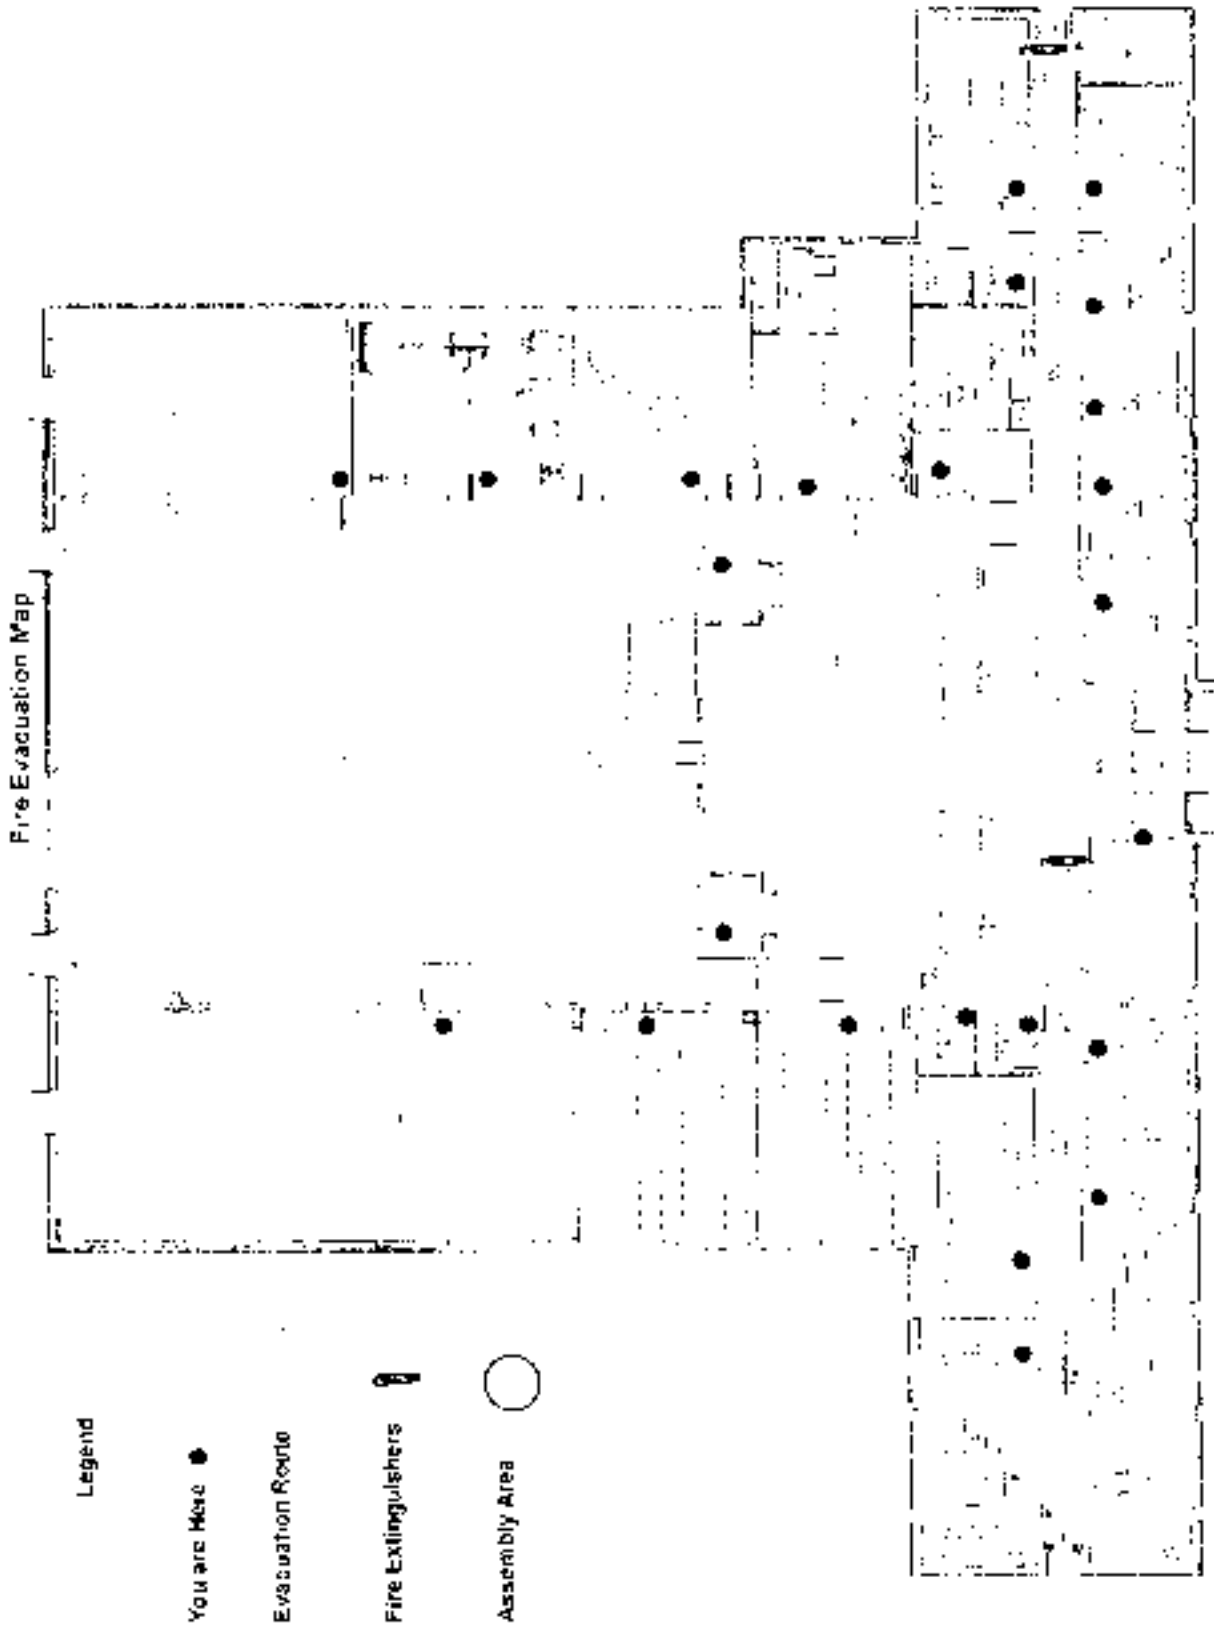 Fire Evacuation Map
Legend
You are Here
Evacuation Route
Fire Extinguishers
Assembly Area